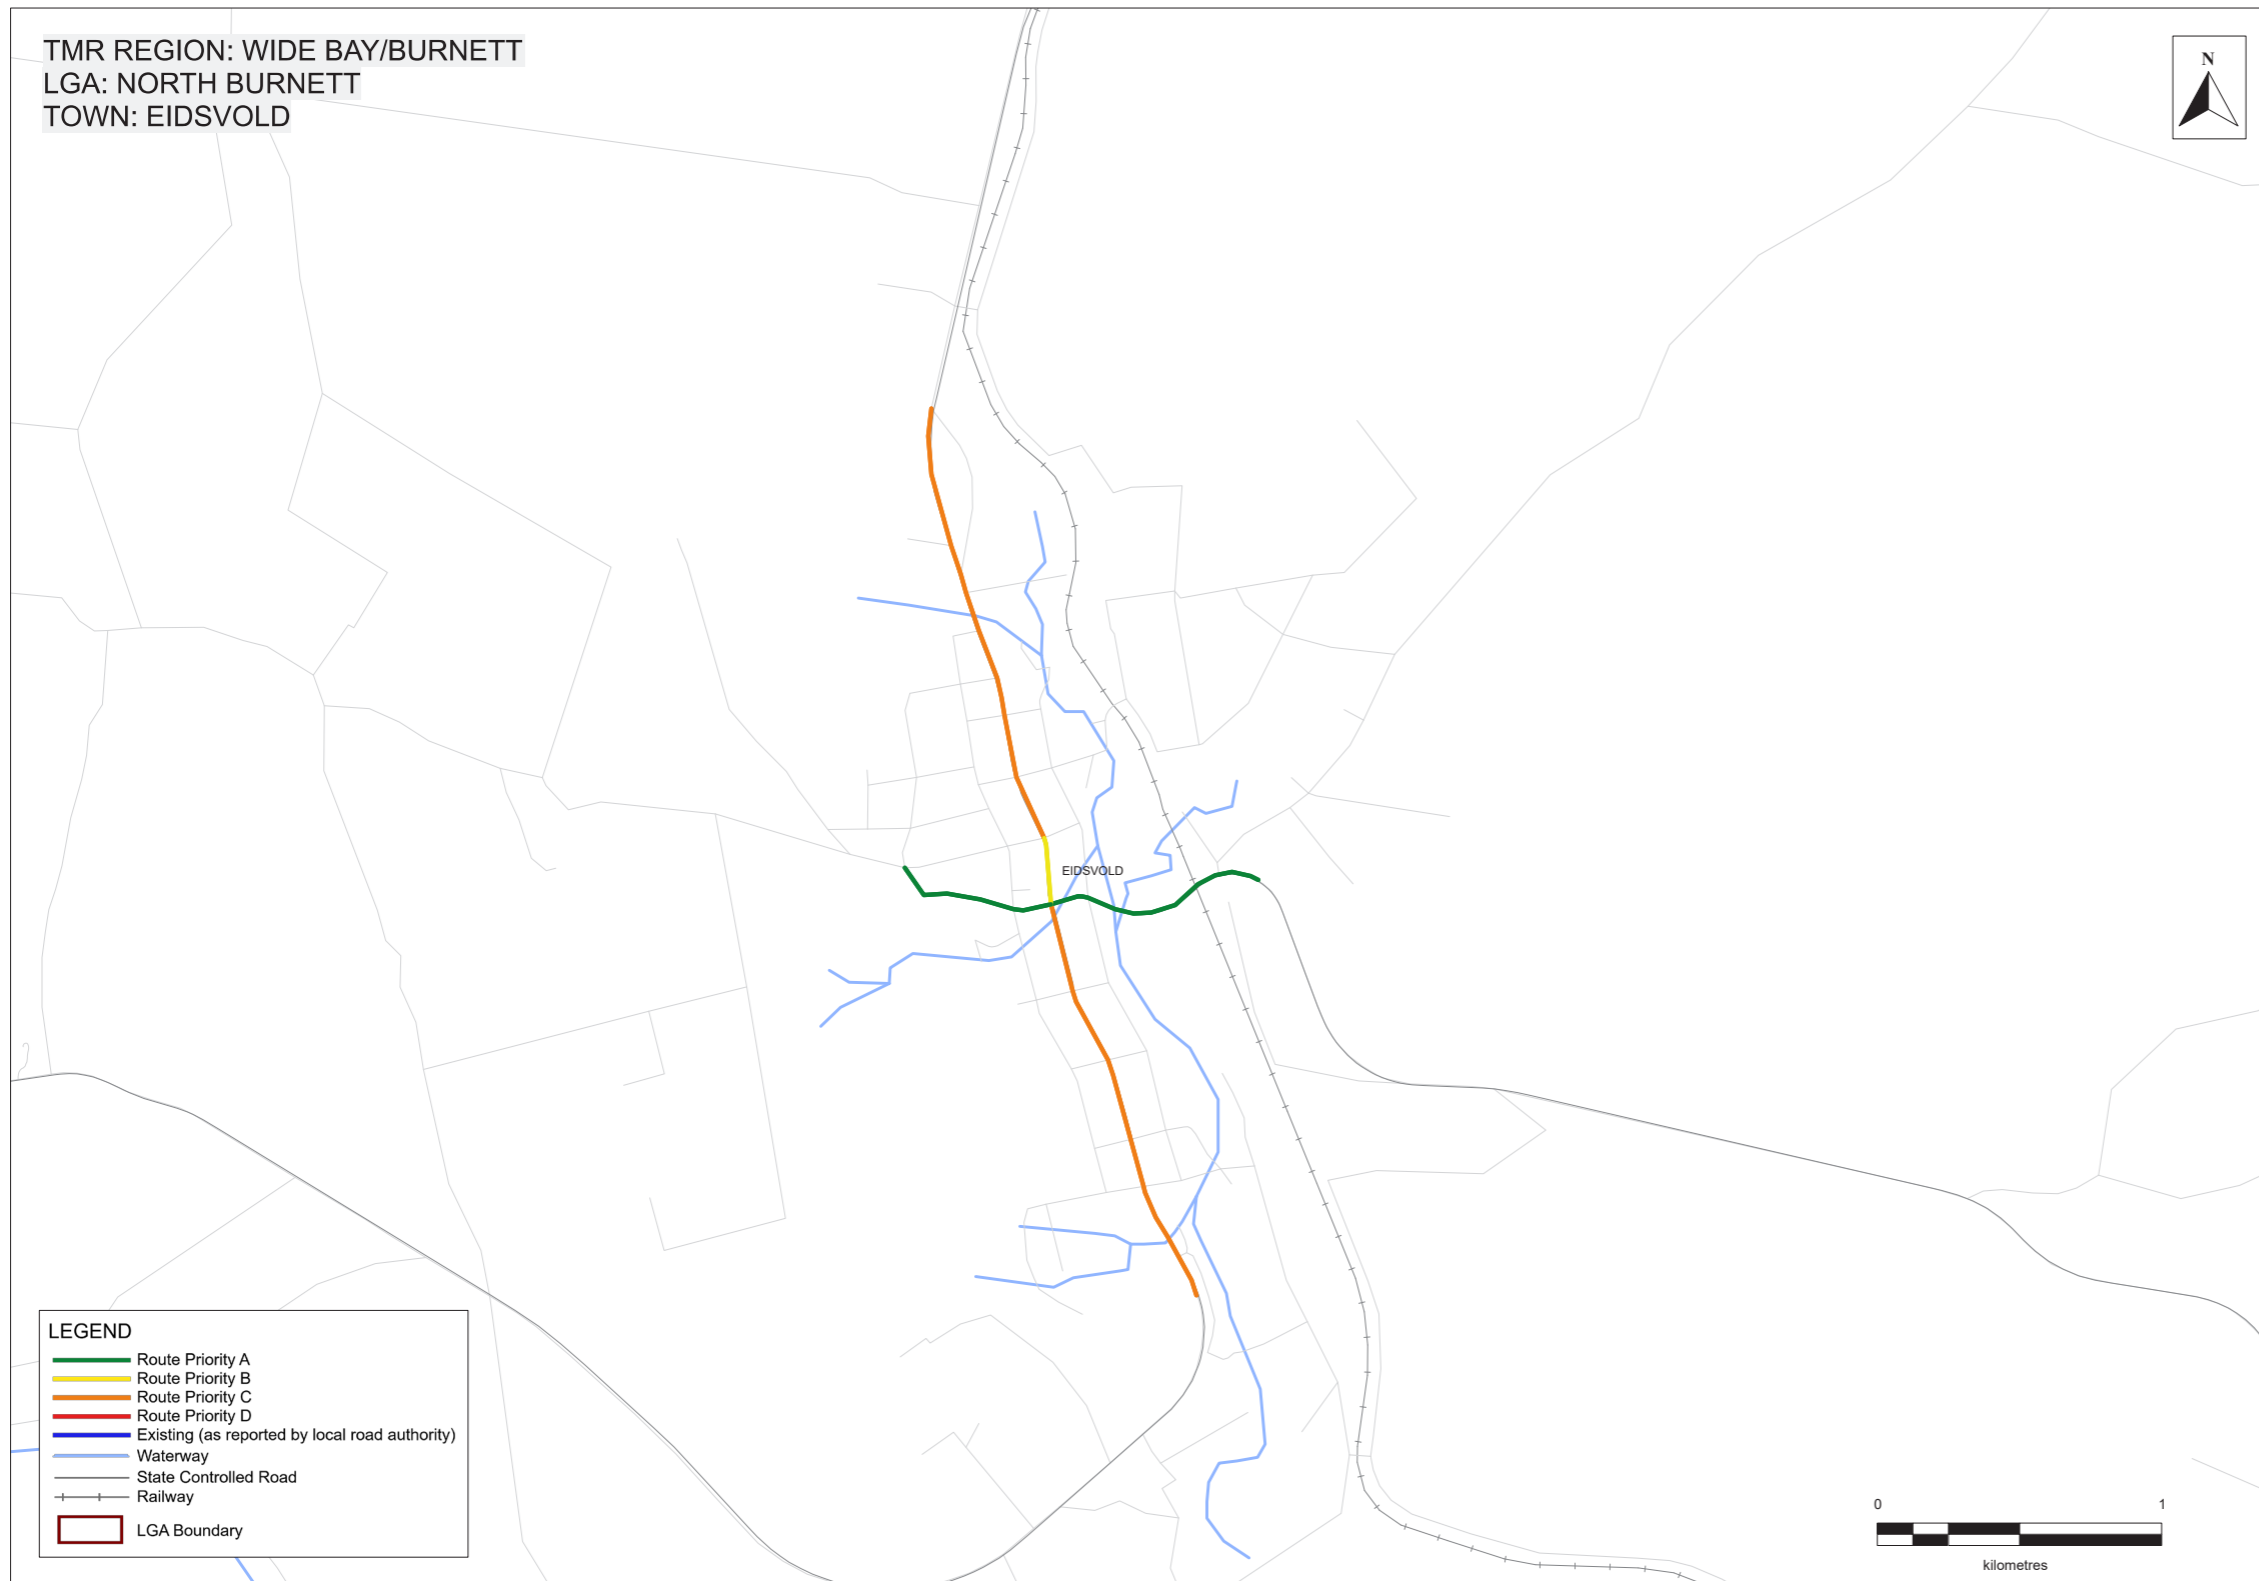 TMR REGION: WIDE BAY/BURNETT
LGA: NORTH BURNETT
TOWN: EIDSVOLD
N
EIDSVOLD
LEGEND
Route Priority A
Route Priority B
Route Priority C
Route Priority D
Existing (as reported by local road authority)
Waterway
State Controlled Road
Railway
LGA Boundary
0 1
kilometres